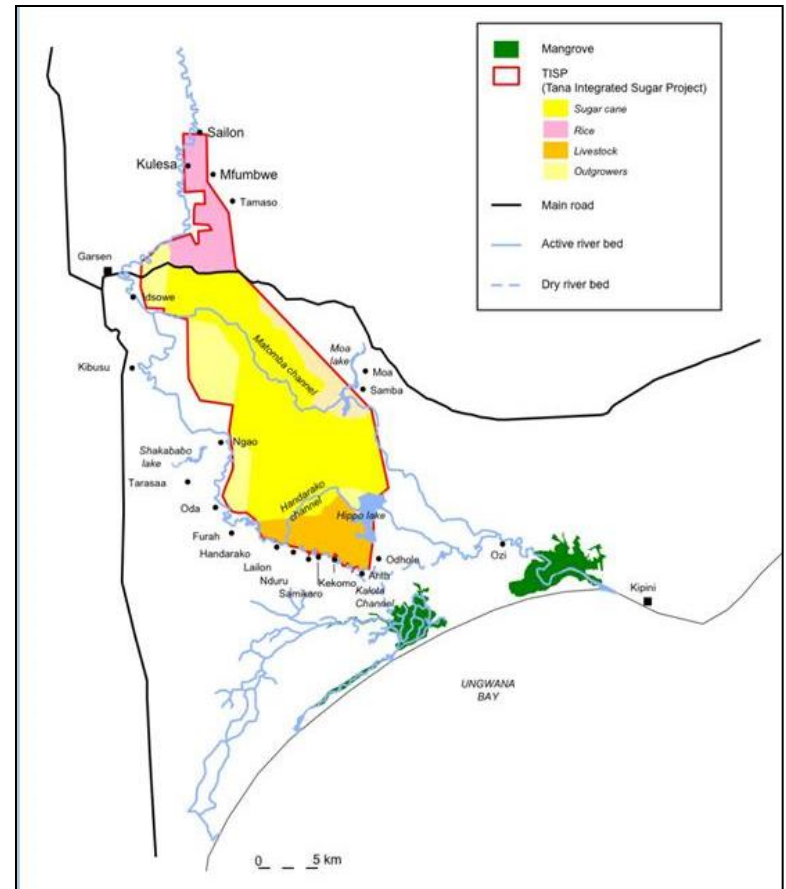 Mangrove
TISP
(Tana Integrated Sugar Project)
Sugar cane
Rice
Livestock
Outgrowers
Main road
Active river bed
Dry river bed
Sailon
Kulesa
Mfumbwe
Tamaso
Garsen
Idsowe
Matomba channel
Moa
lake
Moa
Kibusu
Samba
Ngao
Shakababo
lake
Tarasaa
Handarako
channel
Oda
Hippo lake
Furah
Handarako
Ozi
Lailon
Odhole
Nduru
Kekomo
Samikaro
Kalota
Channel
Kipini
UNGWANA
BAY
0 5 km